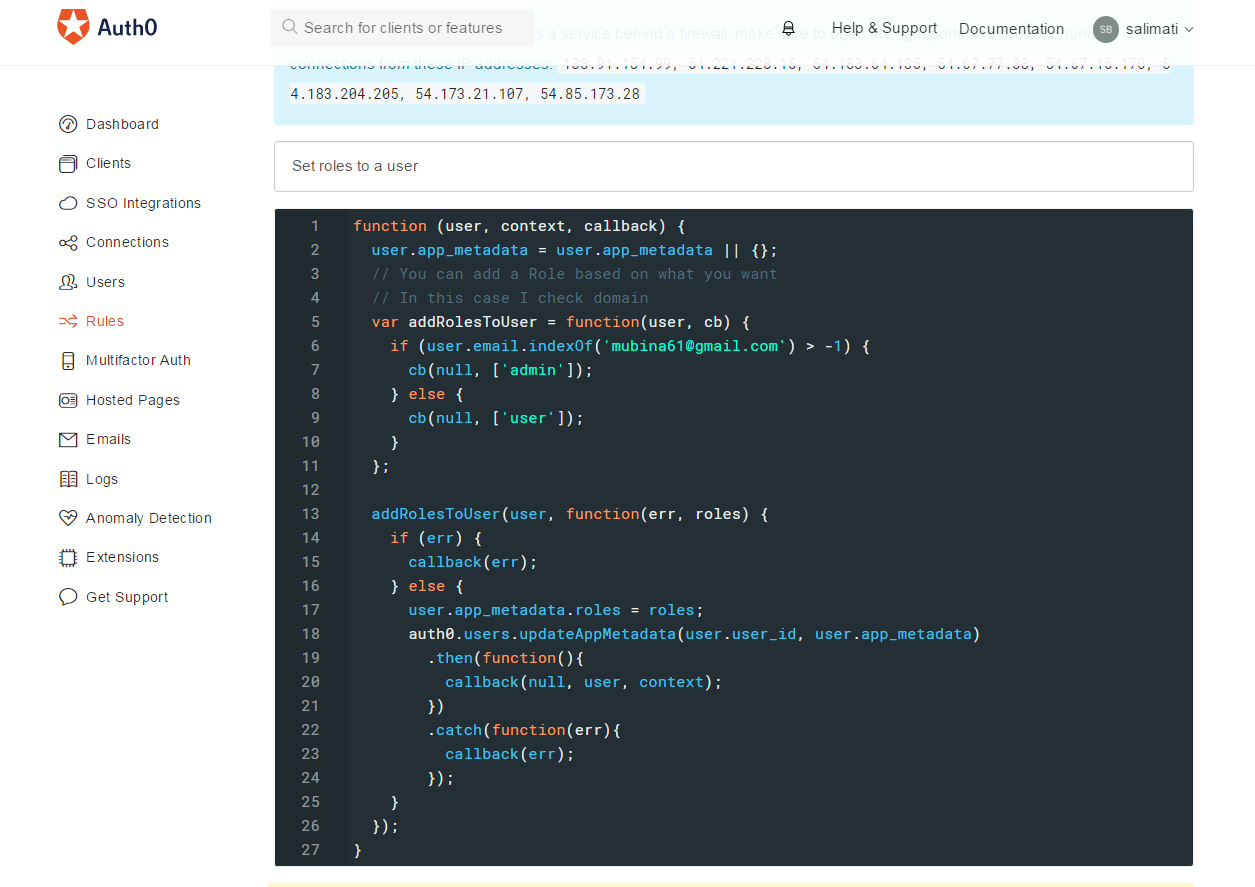 Auth0
Search for clients or features
Help & Support
Documentation
SB
salimati
connections from these IP addresses:
4.183.204.205, 54.173.21.107, 54.85.173.28
Dashboard
Clients
SSO Integrations
Connections
Users
Rules
Multifactor Auth
Hosted Pages
Emails
Logs
Anomaly Detection
Extensions
Get Support
Set roles to a user
1 function (user, context, callback) {
2 user.app_metadata = user.app_metadata || {};
3 // You can add a Role based on what you want
4 // In this case I check domain
5 var addRolesToUser = function(user, cb) {
6 if (user.email.indexOf('mubina61@gmail.com') > -1) {
7 cb(null, ['admin']);
8 } else {
9 cb(null, ['user']);
10 }
11 };
12
13 addRolesToUser(user, function(err, roles) {
14 if (err) {
15 callback(err);
16 } else {
17 user.app_metadata.roles = roles;
18 auth0.users.updateAppMetadata(user.user_id, user.app_metadata)
19 .then(function(){
20 callback(null, user, context);
21 })
22 .catch(function(err){
23 callback(err);
24 });
25 }
26 });
27 }